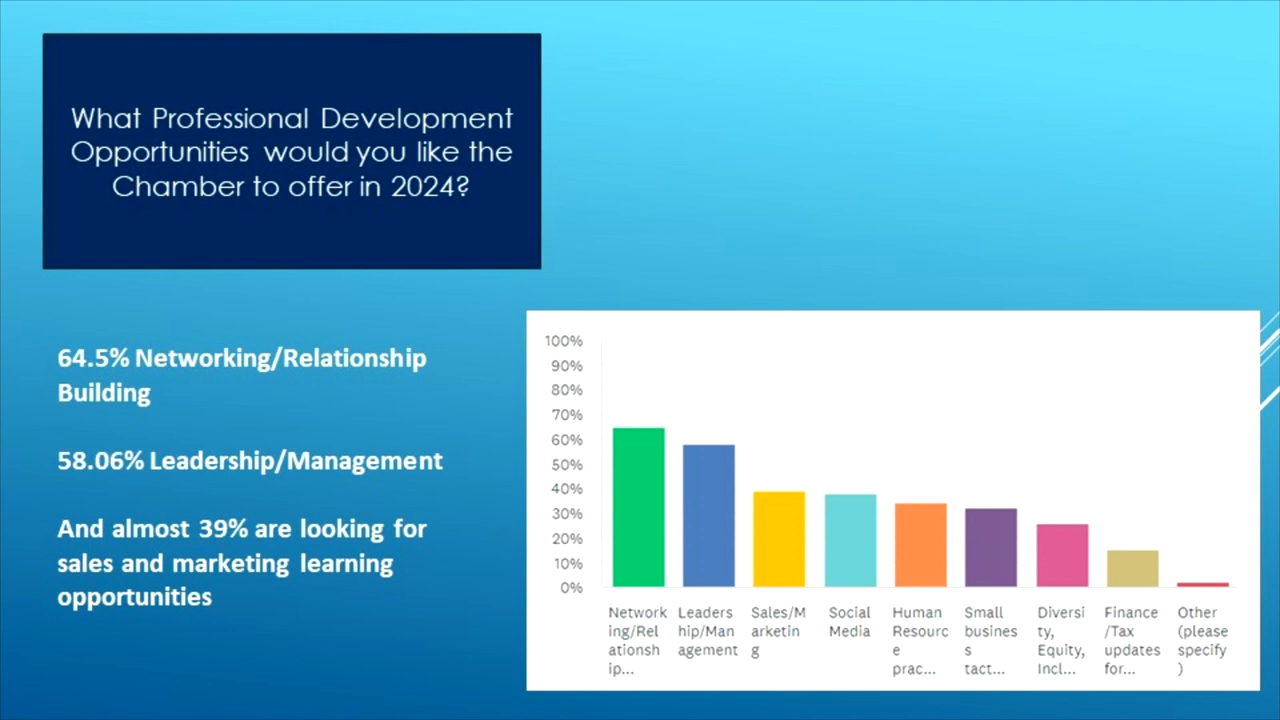 What Professional Development
Opportunities would you like the
Chamber to offer in 2024?
64.5% Networking/Relationship
Building
58.06% Leadership/Management
And almost 39% are looking for
sales and marketing learning
opportunities
100%
90%
80%
70%
60%
50%
40%
30%
20%
10%
0%
Network
ing/Rel
ationsh
ip...
Leaders
hip/Man
agement
Sales/M
arketin
g
Social
Media
Human
Resourc
e
prac...
Small
busines
s
tact...
Diversi
ty,
Equity,
Incl...
Finance
/Tax
updates
for...
Other
(please
specify
)